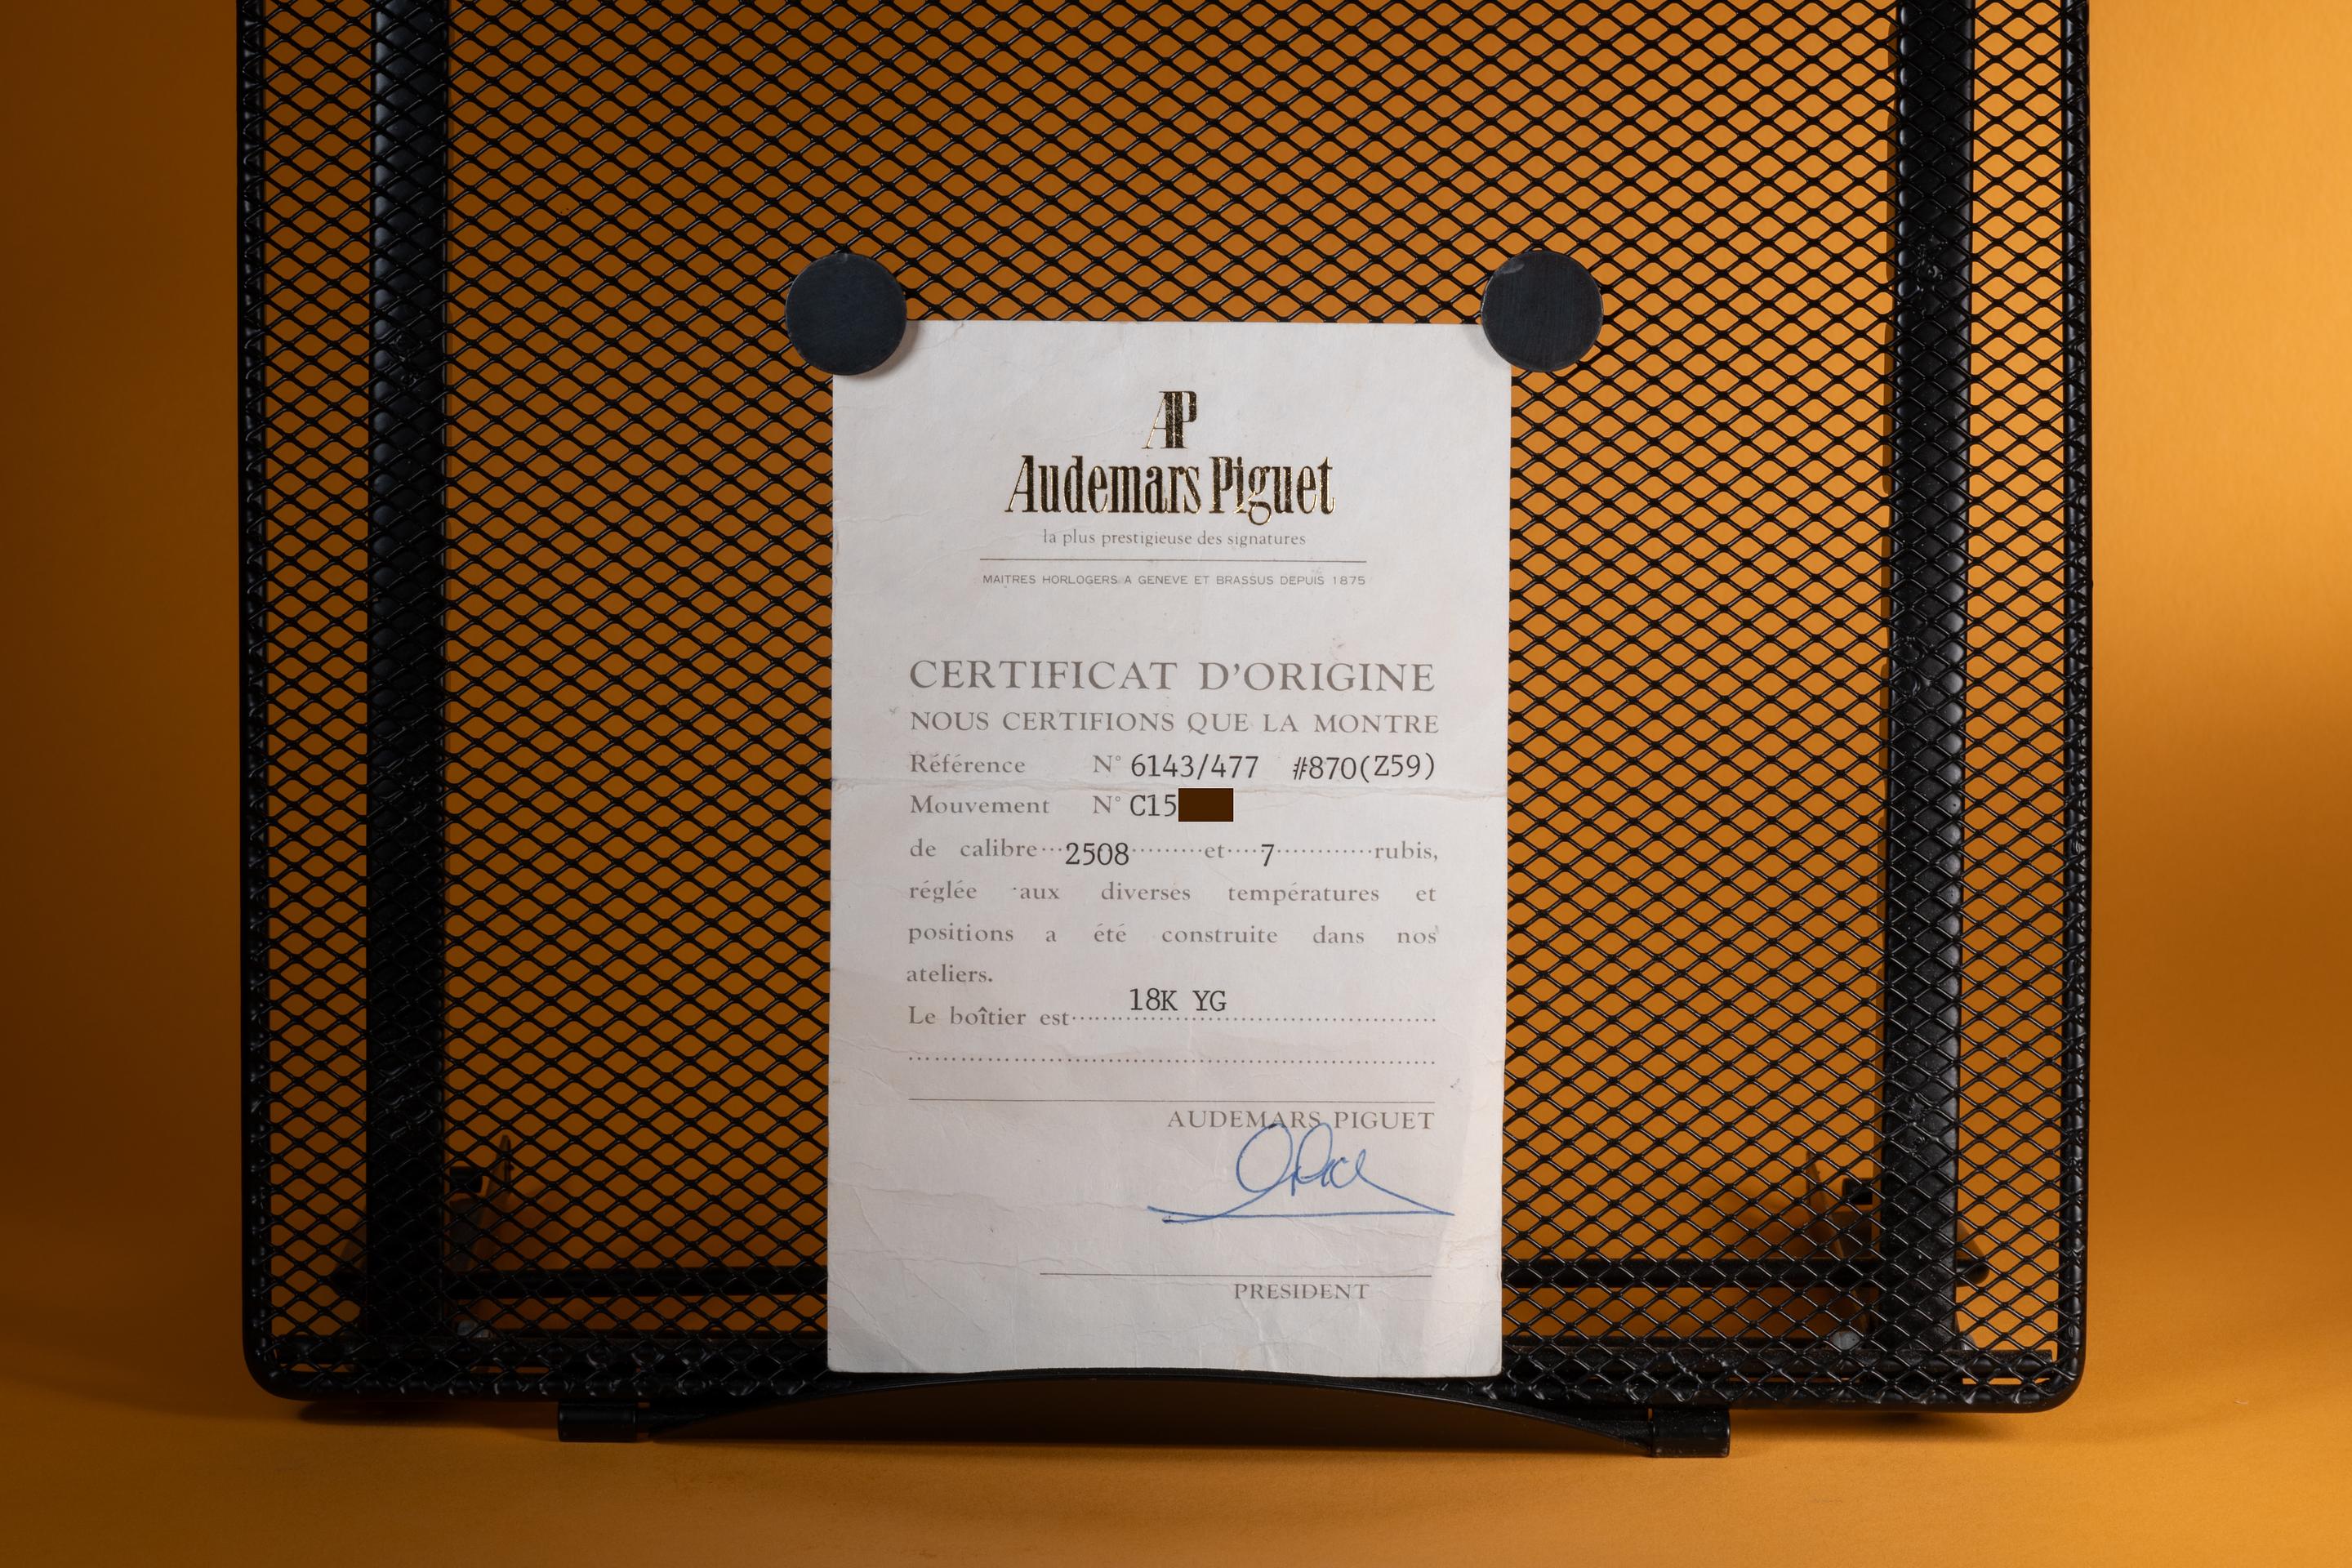 AP
Audemars Piguet
la plus prestigieuse des signatures
MAITRES HORLOGERS A GENEVE ET BRASSUS DEPUIS 1875
CERTIFICAT D'ORIGINE
NOUS CERTIFIONS QUE LA MONTRE
Référence N° 6143/477 #870(Z59)
Mouvement N° C15
de calibre 2508 et 7 rubis,
réglée aux diverses températures et
positions a été construite dans nos
ateliers.
Le boîtier est 18K YG
AUDEMARS PIGUET
PRESIDENT